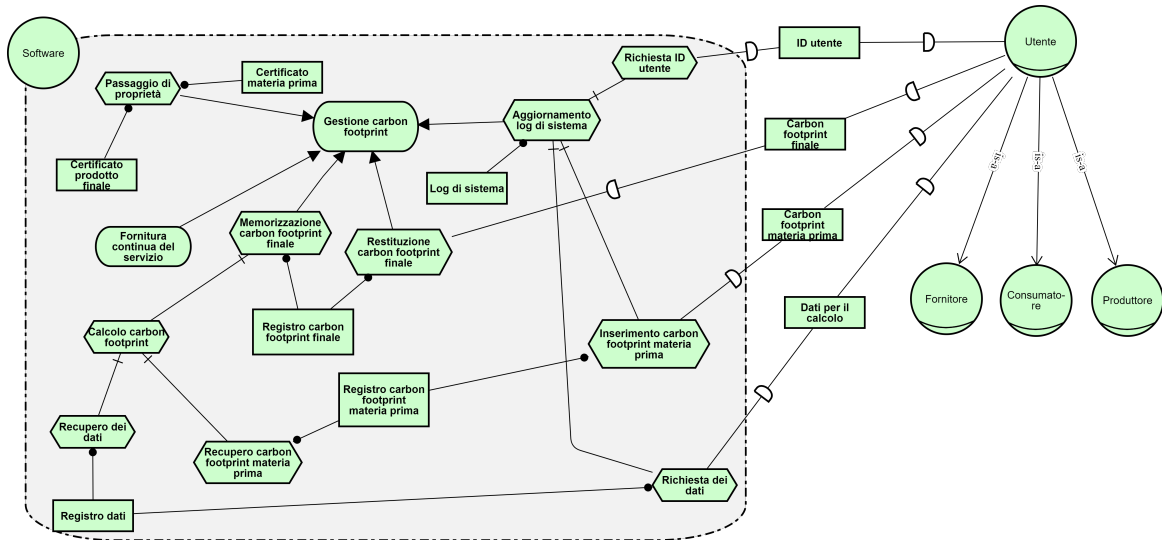 Software
Utente
ID utente
Richiesta ID
utente
Certificato
materia prima
Passaggio di
proprietà
Gestione carbon
footprint
Aggiornamento
log di sistema
Carbon
footprint
finale
Certificato
prodotto
finale
Log di sistema
is-a
is-a
is-a
Fornitura
continua del
servizio
Memorizzazione
carbon footprint
finale
Restituzione
carbon footprint
finale
Carbon
footprint
materia prima
Fornitore
Consumato-
re
Produttore
Dati per il
calcolo
Calcolo carbon
footprint
Registro carbon
footprint finale
Inserimento carbon
footprint materia
prima
Registro carbon
footprint
materia prima
Recupero dei
dati
Recupero carbon
footprint materia
prima
Richiesta dei
dati
Registro dati